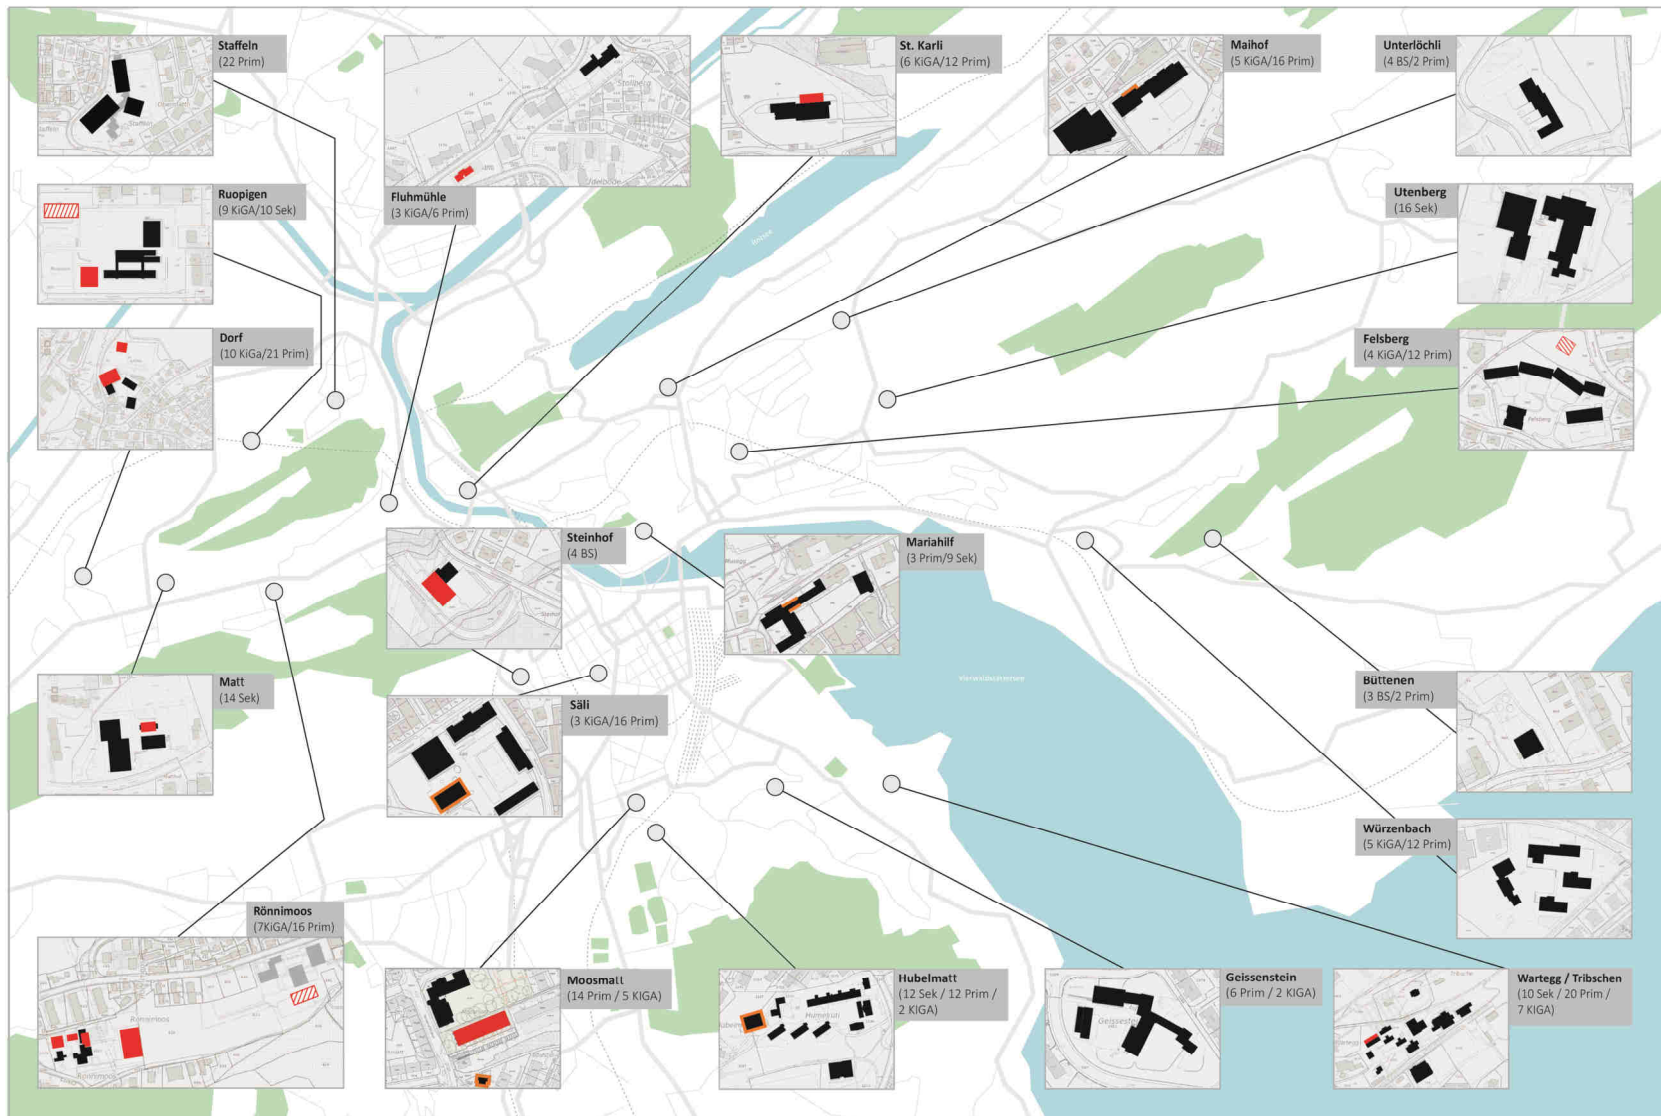 Staffeln
(22 Prim)
Fluhmühle
(3 KiGA/6 Prim)
St. Karli
(6 KiGA/12 Prim)
Maihof
(5 KiGA/16 Prim)
Unterlöchli
(4 BS/2 Prim)
Ruopigen
(9 KiGA/10 Sek)
Utenberg
(16 Sek)
Dorf
(10 KiGa/21 Prim)
Felsberg
(4 KiGA/12 Prim)
Felsberg
Steinhof
(4 BS)
Mariahilf
(3 Prim/9 Sek)
Matt
(14 Sek)
Säli
(3 KiGA/16 Prim)
Vierwaldstättersee
Büttenen
(3 BS/2 Prim)
Würzenbach
(5 KiGA/12 Prim)
Rönnimoos
(7KiGA/16 Prim)
Rönnimoos
Rönnimoos
Moosmatt
(14 Prim / 5 KIGA)
Hubelmatt
(12 Sek / 12 Prim /
2 KIGA)
Geissenstein
(6 Prim / 2 KIGA)
Wartegg / Tribschen
(10 Sek / 20 Prim /
7 KIGA)